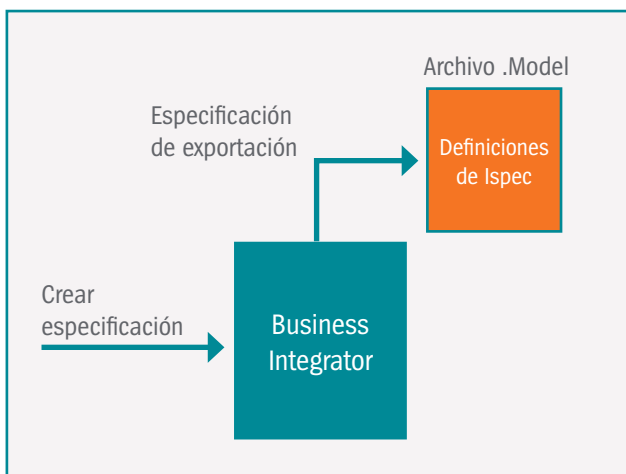 Archivo .Model
Especificación
de exportación
Definiciones
de Ispec
Crear
especificación
Business
Integrator